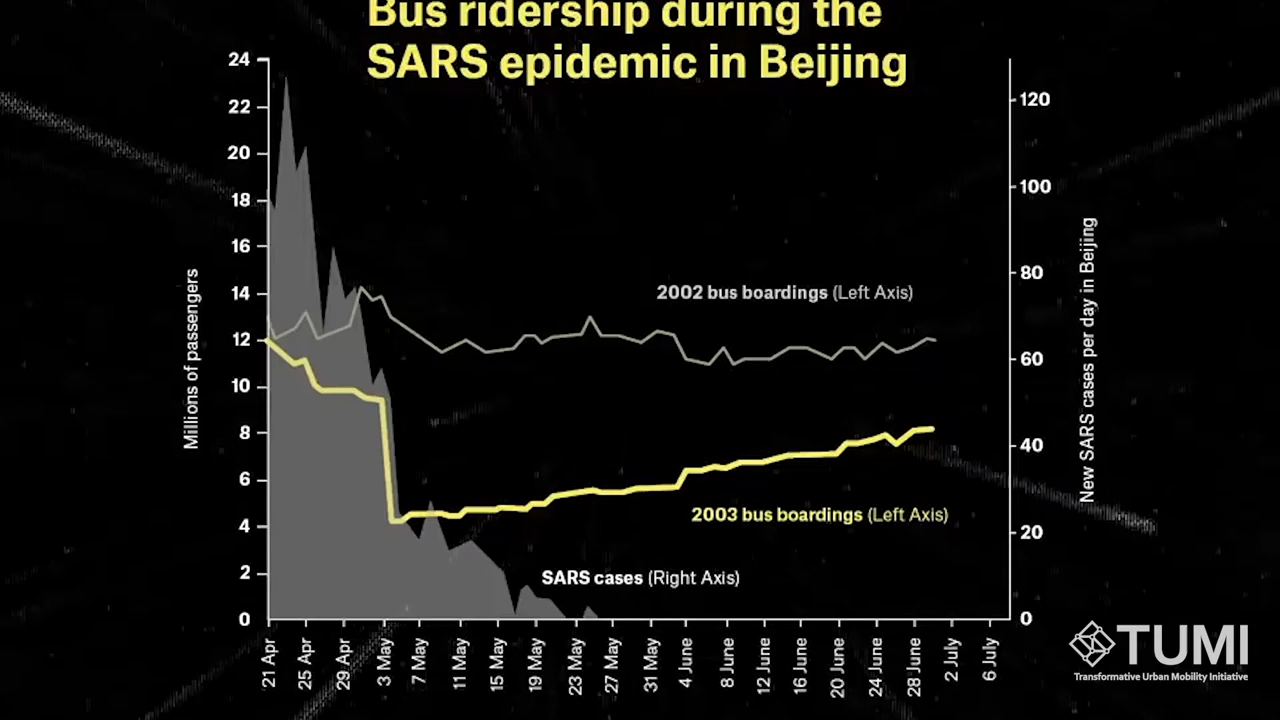 Bus ridership during the
SARS epidemic in Beijing
24
22
20
18
16
14
12
10
8
6
4
2
0
Millions of passengers
120
100
80
60
40
20
0
New SARS cases per day in Beijing
2002 bus boardings (Left Axis)
2003 bus boardings (Left Axis)
SARS cases (Right Axis)
21 Apr
25 Apr
29 Apr
3 May
7 May
11 May
15 May
19 May
23 May
27 May
31 May
4 June
8 June
12 June
16 June
20 June
24 June
28 June
2 July
6 July
TUMI
Transformative Urban Mobility Initiative